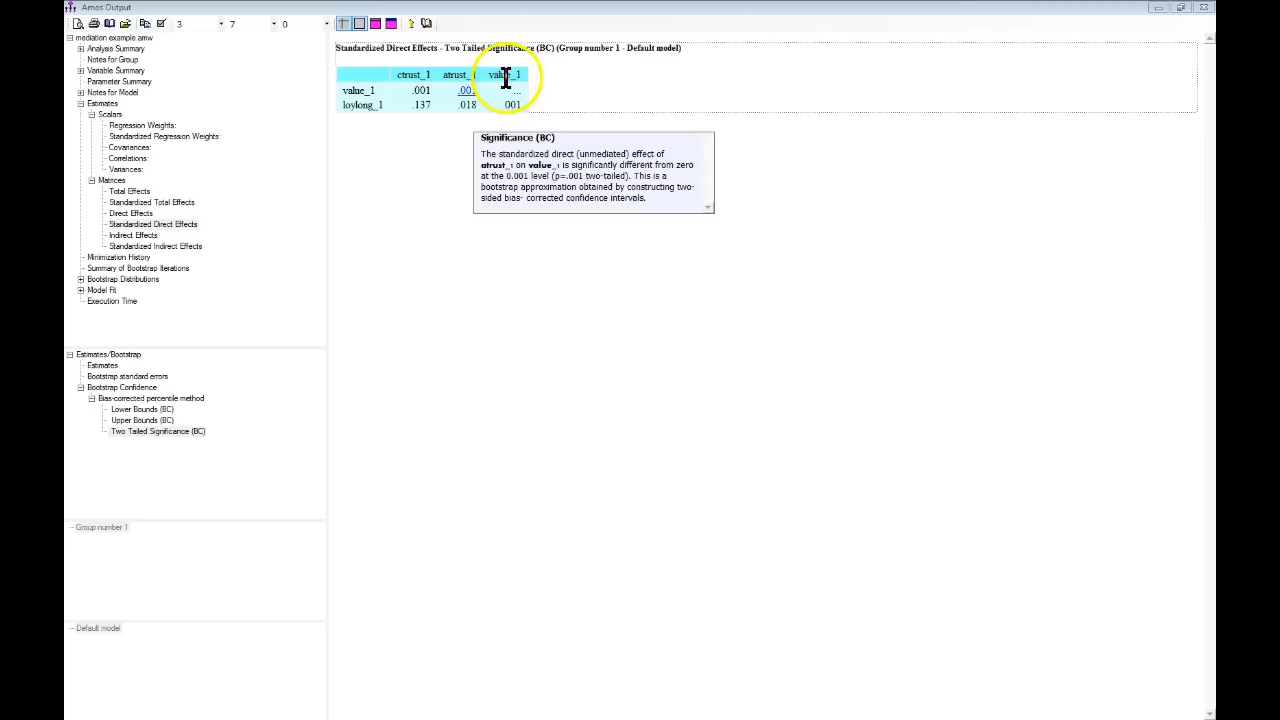 Amos Output
3 7 0
mediation example.amw
Analysis Summary
Notes for Group
Variable Summary
Parameter Summary
Notes for Model
Estimates
Scalars
Regression Weights:
Standardized Regression Weights:
Covariances:
Correlations:
Variances:
Matrices
Total Effects
Standardized Total Effects
Direct Effects
Standardized Direct Effects
Indirect Effects
Standardized Indirect Effects
Minimization History
Summary of Bootstrap Iterations
Bootstrap Distributions
Model Fit
Execution Time
Estimates/Bootstrap
Estimates
Bootstrap standard errors
Bootstrap Confidence
Bias-corrected percentile method
Lower Bounds (BC)
Upper Bounds (BC)
Two Tailed Significance (BC)
Group number 1
Default model
Standardized Direct Effects - Two Tailed Significance (BC) (Group number 1 - Default model)
ctrust_1 atrust_1 value_1
value_1 .001 .001 ...
loylong_1 .137 .018 001
Significance (BC)
The standardized direct (unmediated) effect of
atrust_1 on value_1 is significantly different from zero
at the 0.001 level (p=.001 two-tailed). This is a
bootstrap approximation obtained by constructing two-
sided bias- corrected confidence intervals.